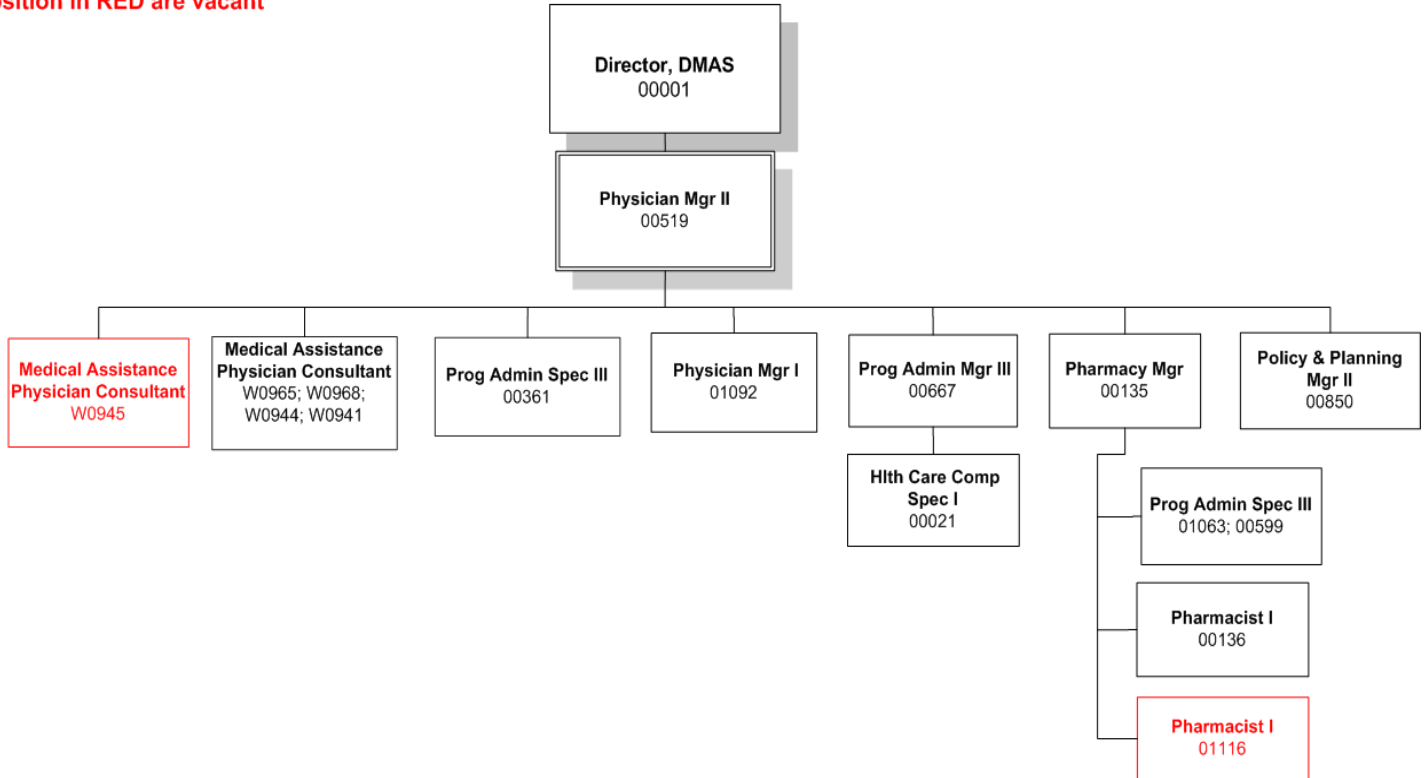 osition in RED are vacant
Director, DMAS
00001
Physician Mgr II
00519
Medical Assistance
Physician Consultant
W0945
Medical Assistance
Physician Consultant
W0965; W0968;
W0944; W0941
Prog Admin Spec III
00361
Physician Mgr I
01092
Prog Admin Mgr III
00667
Pharmacy Mgr
00135
Policy & Planning
Mgr II
00850
Hlth Care Comp
Spec I
00021
Prog Admin Spec III
01063; 00599
Pharmacist I
00136
Pharmacist I
01116